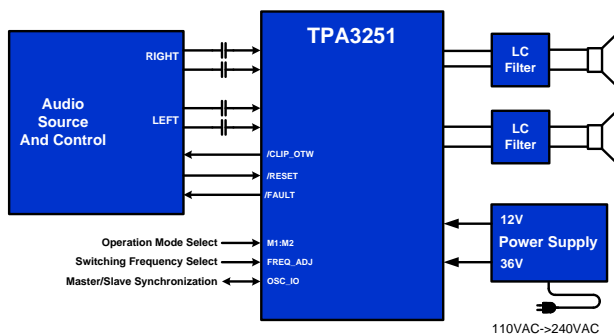 TPA3251
RIGHT
LEFT
Audio
Source
And Control
/CLIP_OTW
/RESET
/FAULT
Operation Mode Select
M1:M2
Switching Frequency Select
FREQ_ADJ
Master/Slave Synchronization
OSC_IO
LC
Filter
LC
Filter
12V
Power Supply
36V
110VAC->240VAC